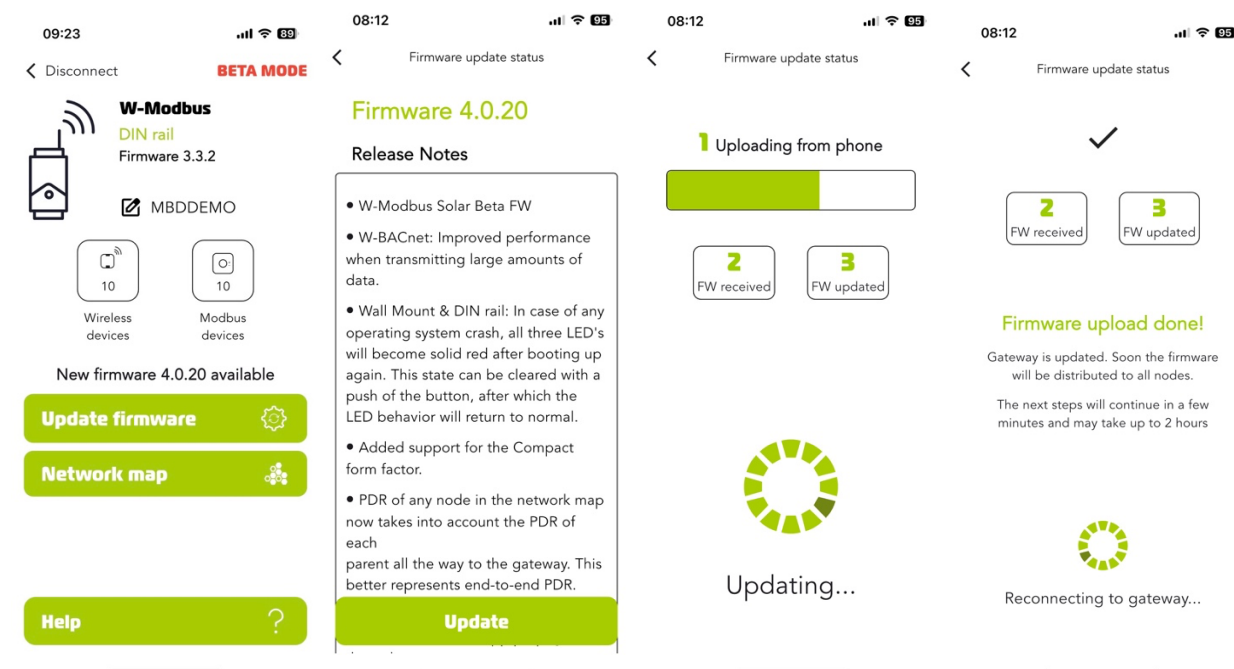 09:23
89
Disconnect
BETA MODE
W-Modbus
DIN rail
Firmware 3.3.2
MBDDEMO
10
10
Wireless
devices
Modbus
devices
New firmware 4.0.20 available
Update firmware
Network map
Help
?
08:12
95
Firmware update status
Firmware 4.0.20
Release Notes
• W-Modbus Solar Beta FW
• W-BACnet: Improved performance
when transmitting large amounts of
data.
• Wall Mount & DIN rail: In case of any
operating system crash, all three LED's
will become solid red after booting up
again. This state can be cleared with a
push of the button, after which the
LED behavior will return to normal.
• Added support for the Compact
form factor.
• PDR of any node in the network map
now takes into account the PDR of
each
parent all the way to the gateway. This
better represents end-to-end PDR.
Update
08:12
95
Firmware update status
1 Uploading from phone
2
FW received
3
FW updated
Updating...
08:12
95
Firmware update status
2
FW received
3
FW updated
Firmware upload done!
Gateway is updated. Soon the firmware
will be distributed to all nodes.
The next steps will continue in a few
minutes and may take up to 2 hours
Reconnecting to gateway...